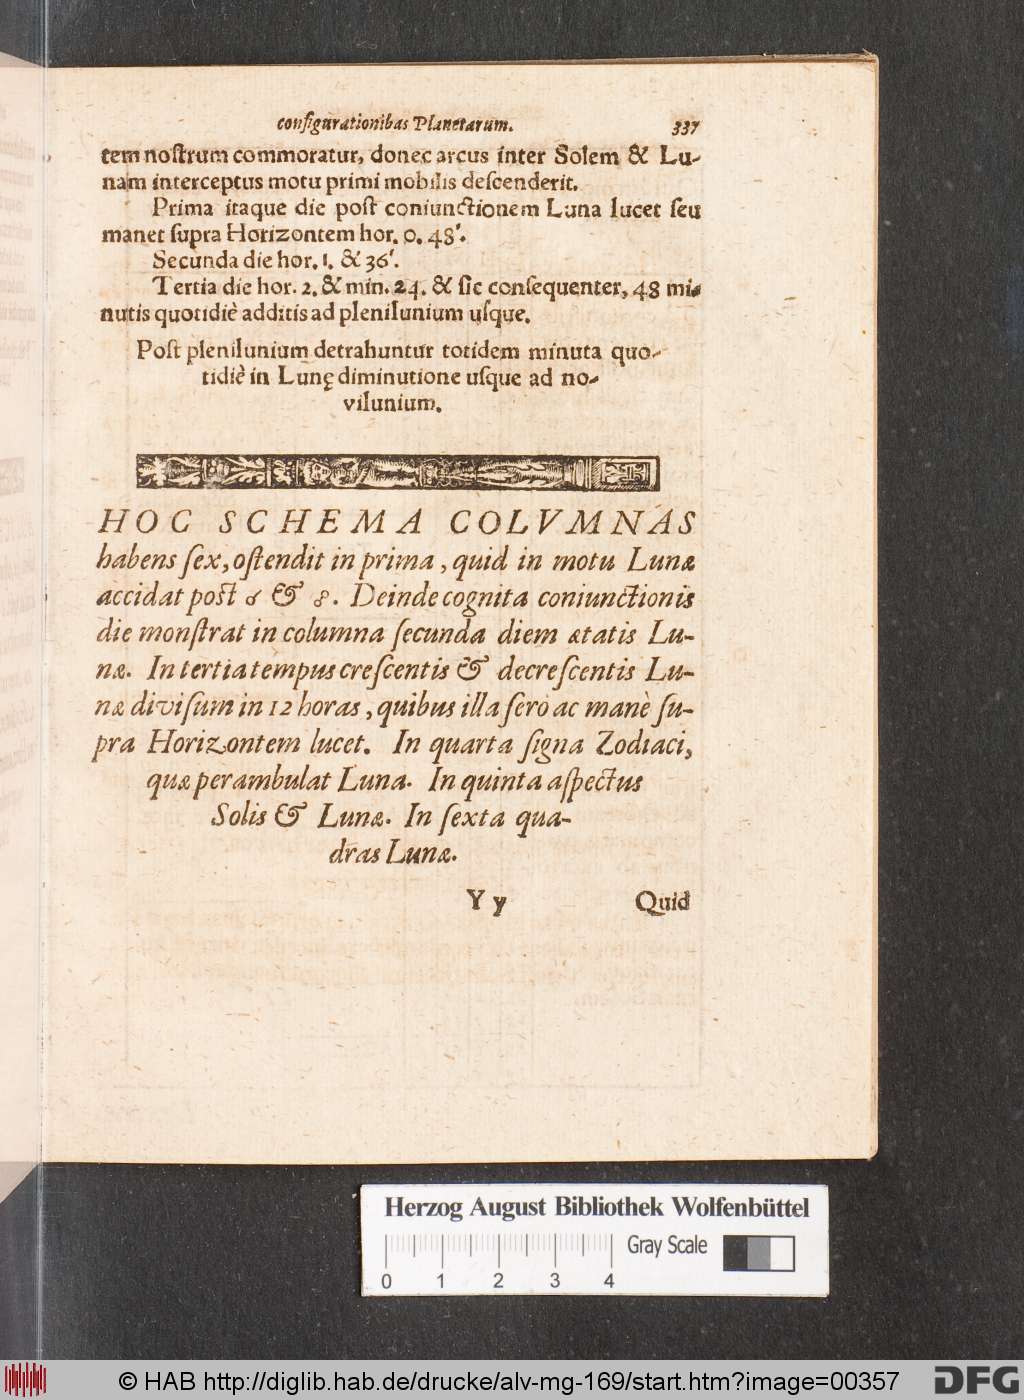 configurationibas Planetarum. 337
tem noſtrum commoratur, donec arcus inter Solem & Lu-
nam interceptus motu primi mobilis deſcenderit.
Prima itaque die poſt coniunctionem Luna lucet ſeu
manet ſupra Horizontem hor. 0. 48'.
Secunda die hor. 1. & 36'.
Tertia die hor. 2. & min. 24. & ſic conſequenter, 48 mi-
nutis quotidiè additis ad plenilunium uſque.
Poſt plenilunium detrahuntur totidem minuta quo-
tidiè in Lunę diminutione uſque ad no-
vilunium.
HOC SCHEMA COLVMNAS
habens ſex, oſtendit in prima, quid in motu Lunæ
accidat poſt ☌ & ☍. Deinde cognita coniunctionis
die monſtrat in columna ſecunda diem ætatis Lu-
næ. In tertia tempus creſcentis & decreſcentis Lu-
næ diviſum in 12 horas, quibus illa ſerò ac manè ſu-
pra Horizontem lucet. In quarta ſigna Zodiaci,
quæ perambulat Luna. In quinta aſpectus
Solis & Lunæ. In ſexta qua-
dras Lunæ.
Y y Quid
Herzog August Bibliothek Wolfenbüttel
Gray Scale
0 1 2 3 4
© HAB http://diglib.hab.de/drucke/alv-mg-169/start.htm?image=00357
DFG